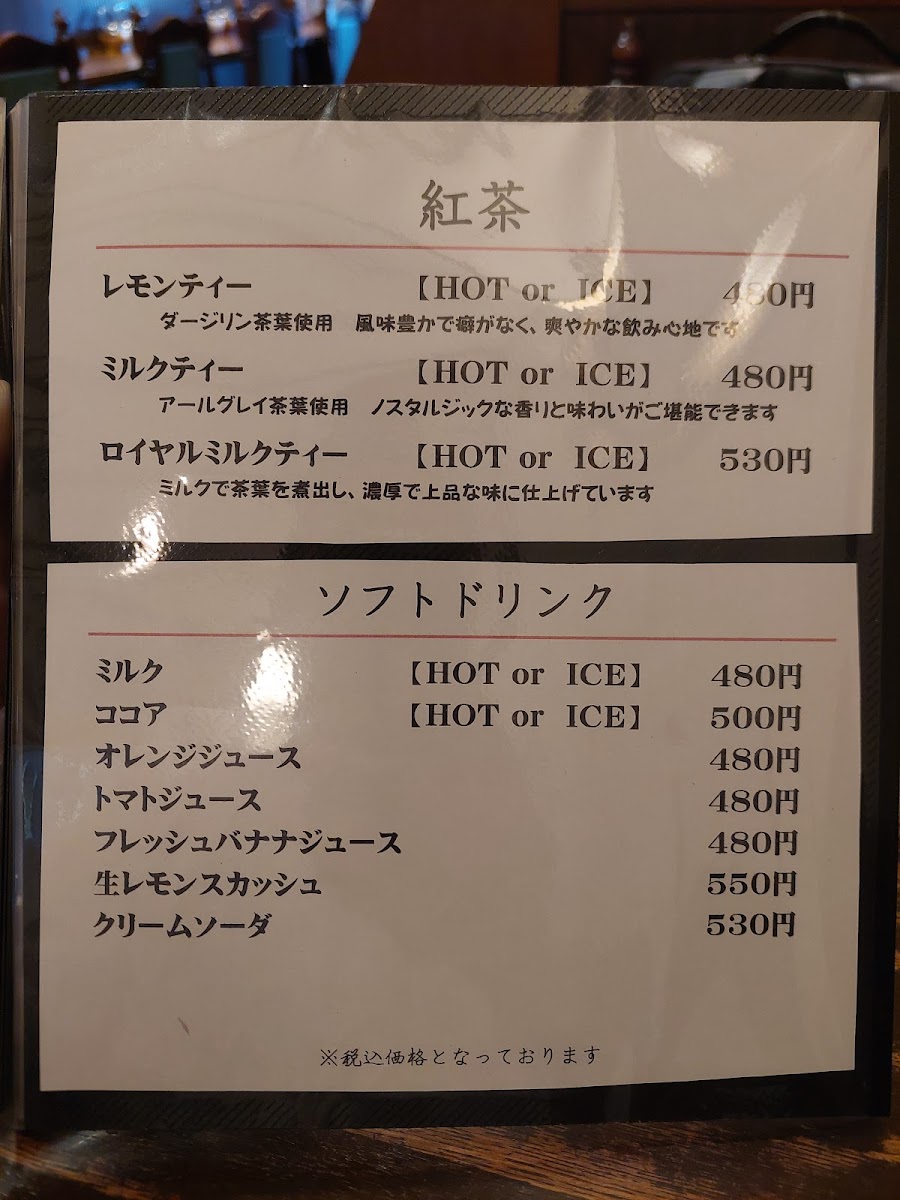 紅茶
レモンティー 【HOT or ICE】 480円
ダージリン茶葉使用 風味豊かで癖がなく、爽やかな飲み心地です
ミルクティー 【HOT or ICE】 480円
アールグレイ茶葉使用 ノスタルジックな香りと味わいがご堪能できます
ロイヤルミルクティー 【HOT or ICE】 530円
ミルクで茶葉を煮出し、濃厚で上品な味に仕上げています
ソフトドリンク
ミルク 【HOT or ICE】 480円
ココア 【HOT or ICE】 500円
オレンジジュース 480円
トマトジュース 480円
フレッシュバナナジュース 480円
生レモンスカッシュ 550円
クリームソーダ 530円
※税込価格となっております